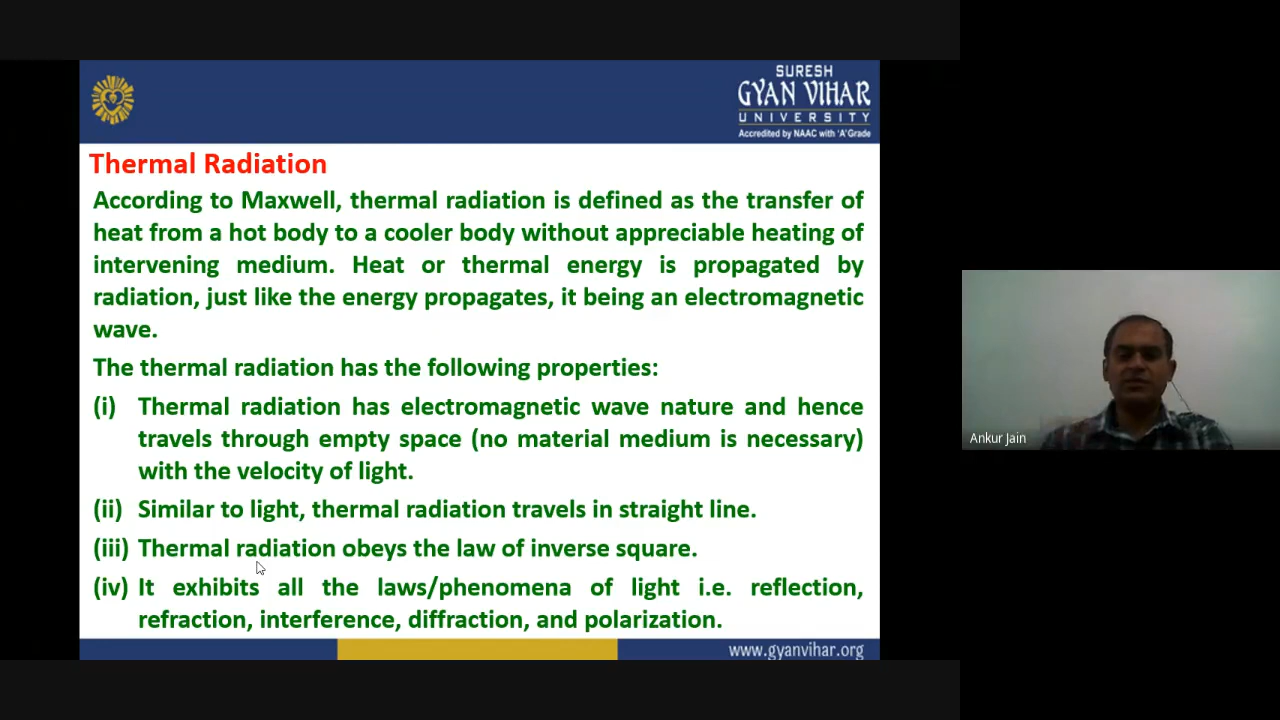 SURESH
GYAN VIHAR
UNIVERSITY
Accredited by NAAC with 'A' Grade
Thermal Radiation
According to Maxwell, thermal radiation is defined as the transfer of
heat from a hot body to a cooler body without appreciable heating of
intervening medium. Heat or thermal energy is propagated by
radiation, just like the energy propagates, it being an electromagnetic
wave.
The thermal radiation has the following properties:
(i) Thermal radiation has electromagnetic wave nature and hence
travels through empty space (no material medium is necessary)
with the velocity of light.
(ii) Similar to light, thermal radiation travels in straight line.
(iii) Thermal radiation obeys the law of inverse square.
(iv) It exhibits all the laws/phenomena of light i.e. reflection,
refraction, interference, diffraction, and polarization.
www.gyanvihar.org
Ankur Jain